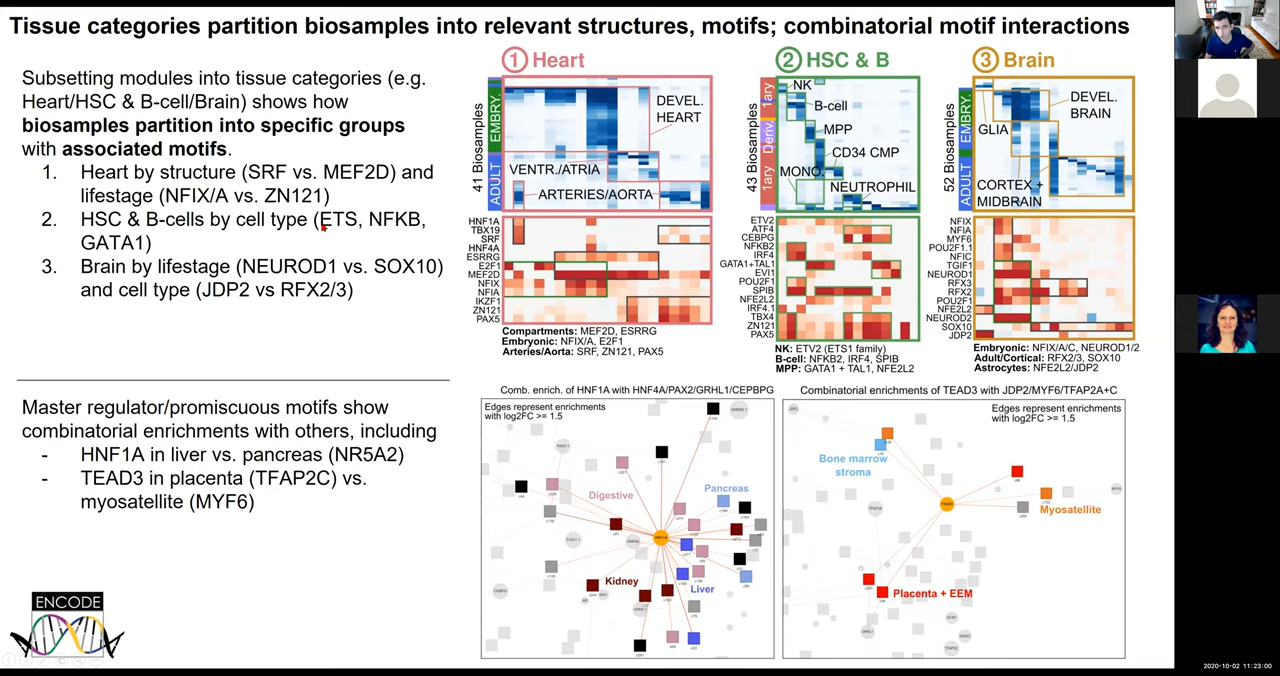 Tissue categories partition biosamples into relevant structures, motifs; combinatorial motif interactions
Subsetting modules into tissue categories (e.g.
Heart/HSC & B-cell/Brain) shows how
biosamples partition into specific groups
with associated motifs.
1. Heart by structure (SRF vs. MEF2D) and
lifestage (NFIX/A vs. ZN121)
2. HSC & B-cells by cell type (ETS, NFKB,
GATA1)
3. Brain by lifestage (NEUROD1 vs. SOX10)
and cell type (JDP2 vs RFX2/3)
Master regulator/promiscuous motifs show
combinatorial enrichments with others, including
- HNF1A in liver vs. pancreas (NR5A2)
- TEAD3 in placenta (TFAP2C) vs.
myosatellite (MYF6)
ENCODE
1 Heart
41 Biosamples
EMBRY.
ADULT
DEVEL.
HEART
VENTR./ATRIA
ARTERIES/AORTA
HNF1A
TBX19
SRF
HNF4A
ESRRG
E2F1
MEF2D
NFIX
NFIA
IKZF1
ZN121
PAX5
Compartments: MEF2D, ESRRG
Embryonic: NFIX/A, E2F1
Arteries/Aorta: SRF, ZN121, PAX5
2 HSC & B
43 Biosamples
1ary
Deriv.
1ary
NK
B-cell
MPP
CD34 CMP
MONO.
NEUTROPHIL
ETV2
ATF4
CEBPG
NFKB2
IRF4
GATA1+TAL1
EVI1
POU2F1
SPIB
NFE2L2
IRF4.1
TBX4
ZN121
PAX5
NK: ETV2 (ETS1 family)
B-cell: NFKB2, IRF4, SPIB
MPP: GATA1 + TAL1, NFE2L2
3 Brain
52 Biosamples
EMBRY.
ADULT
DEVEL.
BRAIN
GLIA
CORTEX +
MIDBRAIN
NFIX
NFIA
MYF6
POU2F1.1
NFIC
TGIF1
NEUROD1
RFX3
RFX2
POU2F1
NFE2L2
NEUROD2
SOX10
JDP2
Embryonic: NFIX/A/C, NEUROD1/2
Adult/Cortical: RFX2/3, SOX10
Astrocytes: NFE2L2/JDP2
Comb. enrich. of HNF1A with HNF4A/PAX2/GRHL1/CEPBPG
Edges represent enrichments
with log2FC >= 1.5
Digestive
Pancreas
HNF1A
Kidney
Liver
Combinatorial enrichments of TEAD3 with JDP2/MYF6/TFAP2A+C
Edges represent enrichments
with log2FC >= 1.5
Bone marrow
stroma
TEAD3
Myosatellite
Placenta + EEM
2020-10-02 11:23:00